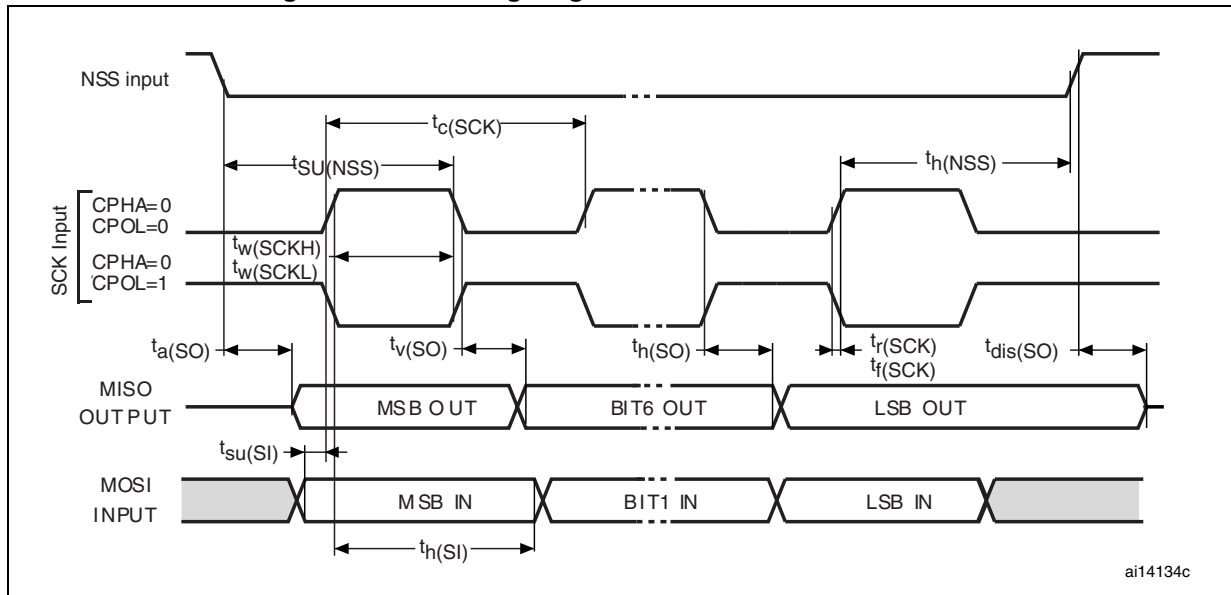 NSS input
tc(SCK)
tSU(NSS)
th(NSS)
SCK Input
CPHA=0
CPOL=0
tw(SCKH)
CPHA=0
tw(SCKL)
CPOL=1
ta(SO)
tv(SO)
th(SO)
tr(SCK)
tf(SCK)
tdis(SO)
MISO
OUTPUT
MSB OUT
BIT6 OUT
LSB OUT
tsu(SI)
MOSI
INPUT
MSB IN
BIT1 IN
LSB IN
th(SI)
ai14134c